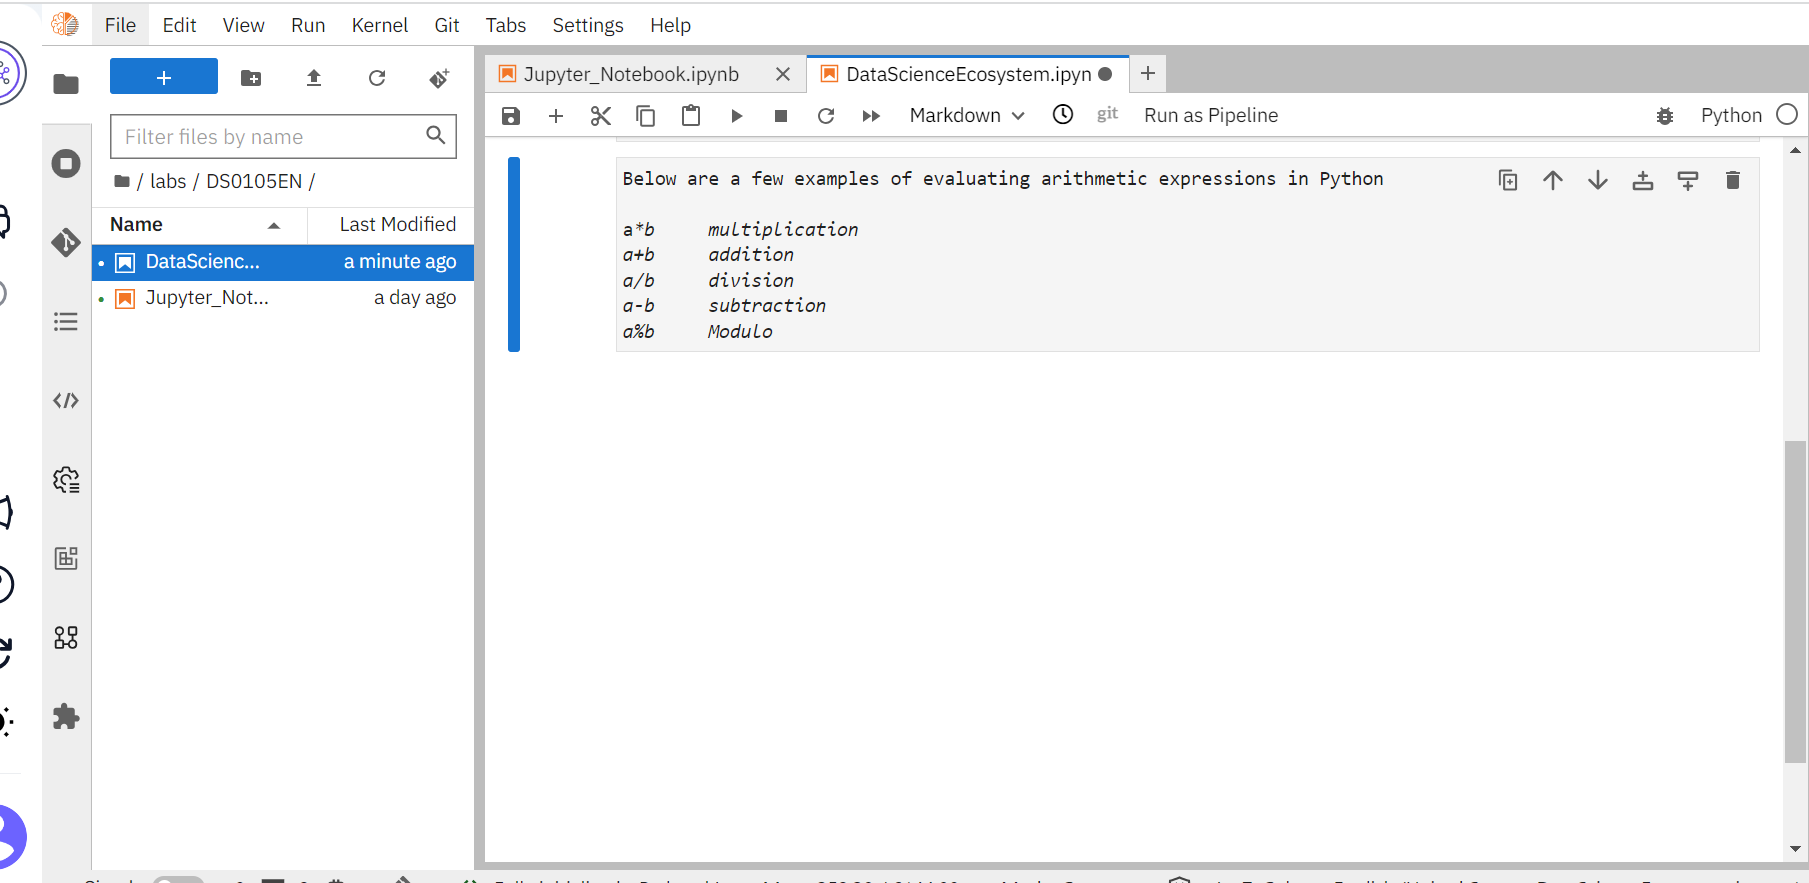 File Edit View Run Kernel Git Tabs Settings Help
Jupyter_Notebook.ipynb DataScienceEcosystem.ipyn
Markdown git Run as Pipeline Python
Filter files by name
/ labs / DS0105EN /
Name Last Modified
DataScienc... a minute ago
Jupyter_Not... a day ago
Below are a few examples of evaluating arithmetic expressions in Python
a*b multiplication
a+b addition
a/b division
a-b subtraction
a%b Modulo